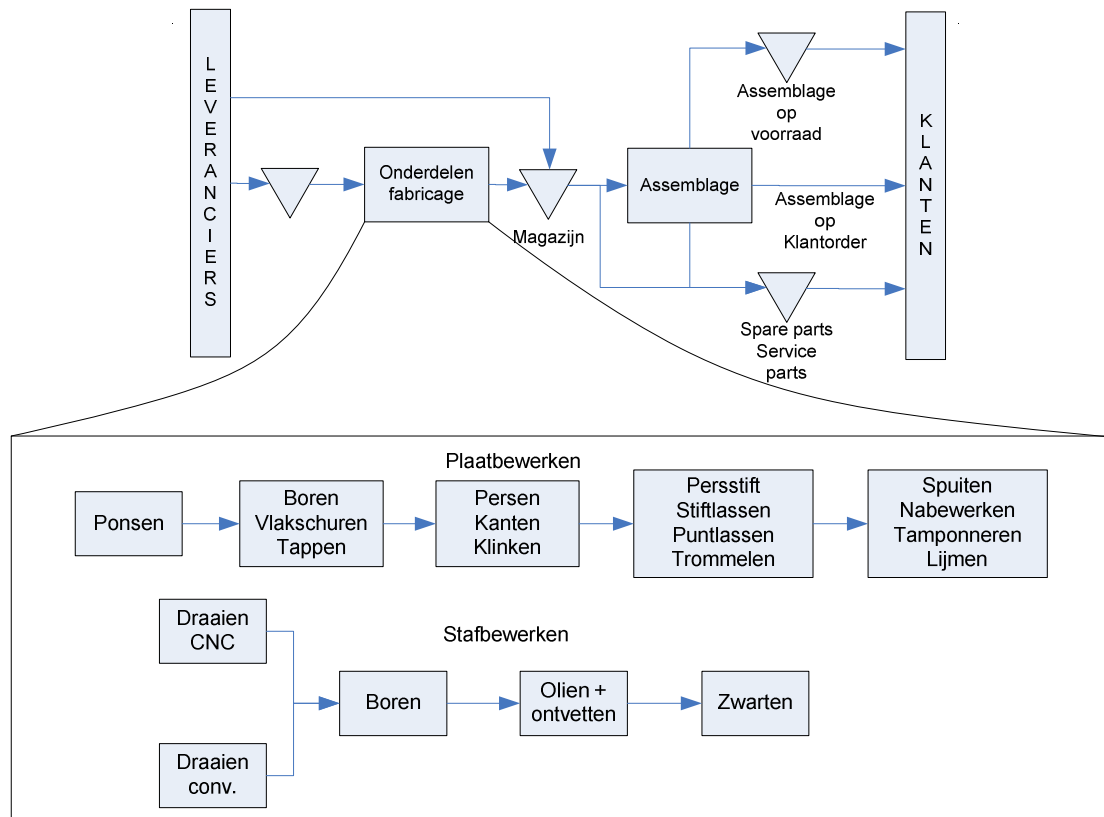 LEVERANCIERS
Onderdelen
fabricage
Magazijn
Assemblage
Assemblage
op
voorraad
Assemblage
op
Klantorder
Spare parts
Service
parts
KLANTEN
Plaatbewerken
Ponsen
Boren
Vlakschuren
Tappen
Persen
Kanten
Klinken
Persstift
Stiftlassen
Puntlassen
Trommelen
Spuiten
Nabewerken
Tamponneren
Lijmen
Stafbewerken
Draaien
CNC
Draaien
conv.
Boren
Olien +
ontvetten
Zwarten